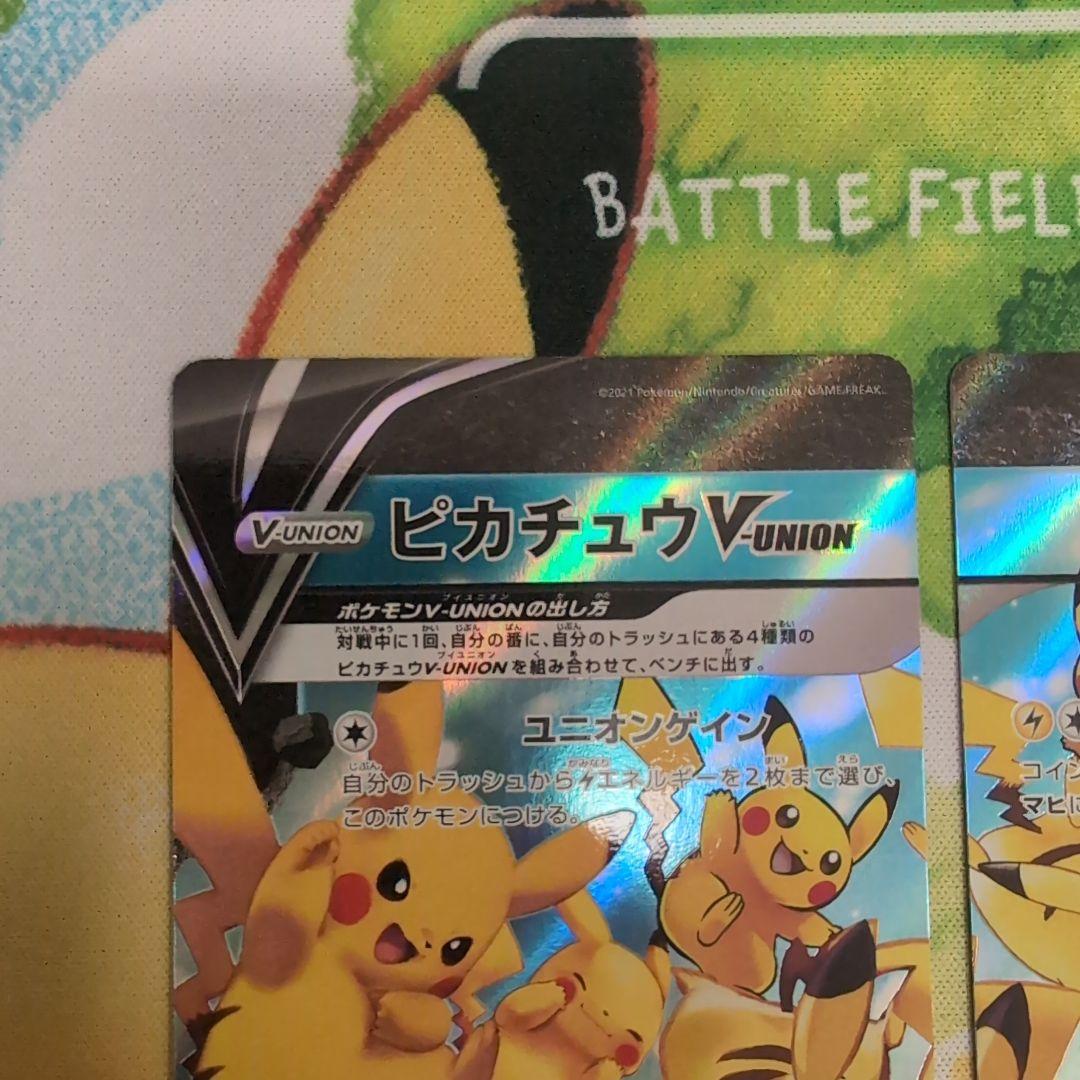 BATTLE FIEL
©2021 Pokémon/Nintendo/Creatures/GAME FREAK.
V-UNION ピカチュウV-UNION
ポケモンV-UNIONの出し方
対戦中に1回、自分の番に、自分のトラッシュにある4種類の
ピカチュウV-UNIONを組み合わせて、ベンチに出す。
ユニオンゲイン
自分のトラッシュからエネルギーを2枚まで選び、
このポケモンにつける。
コイン
マヒに